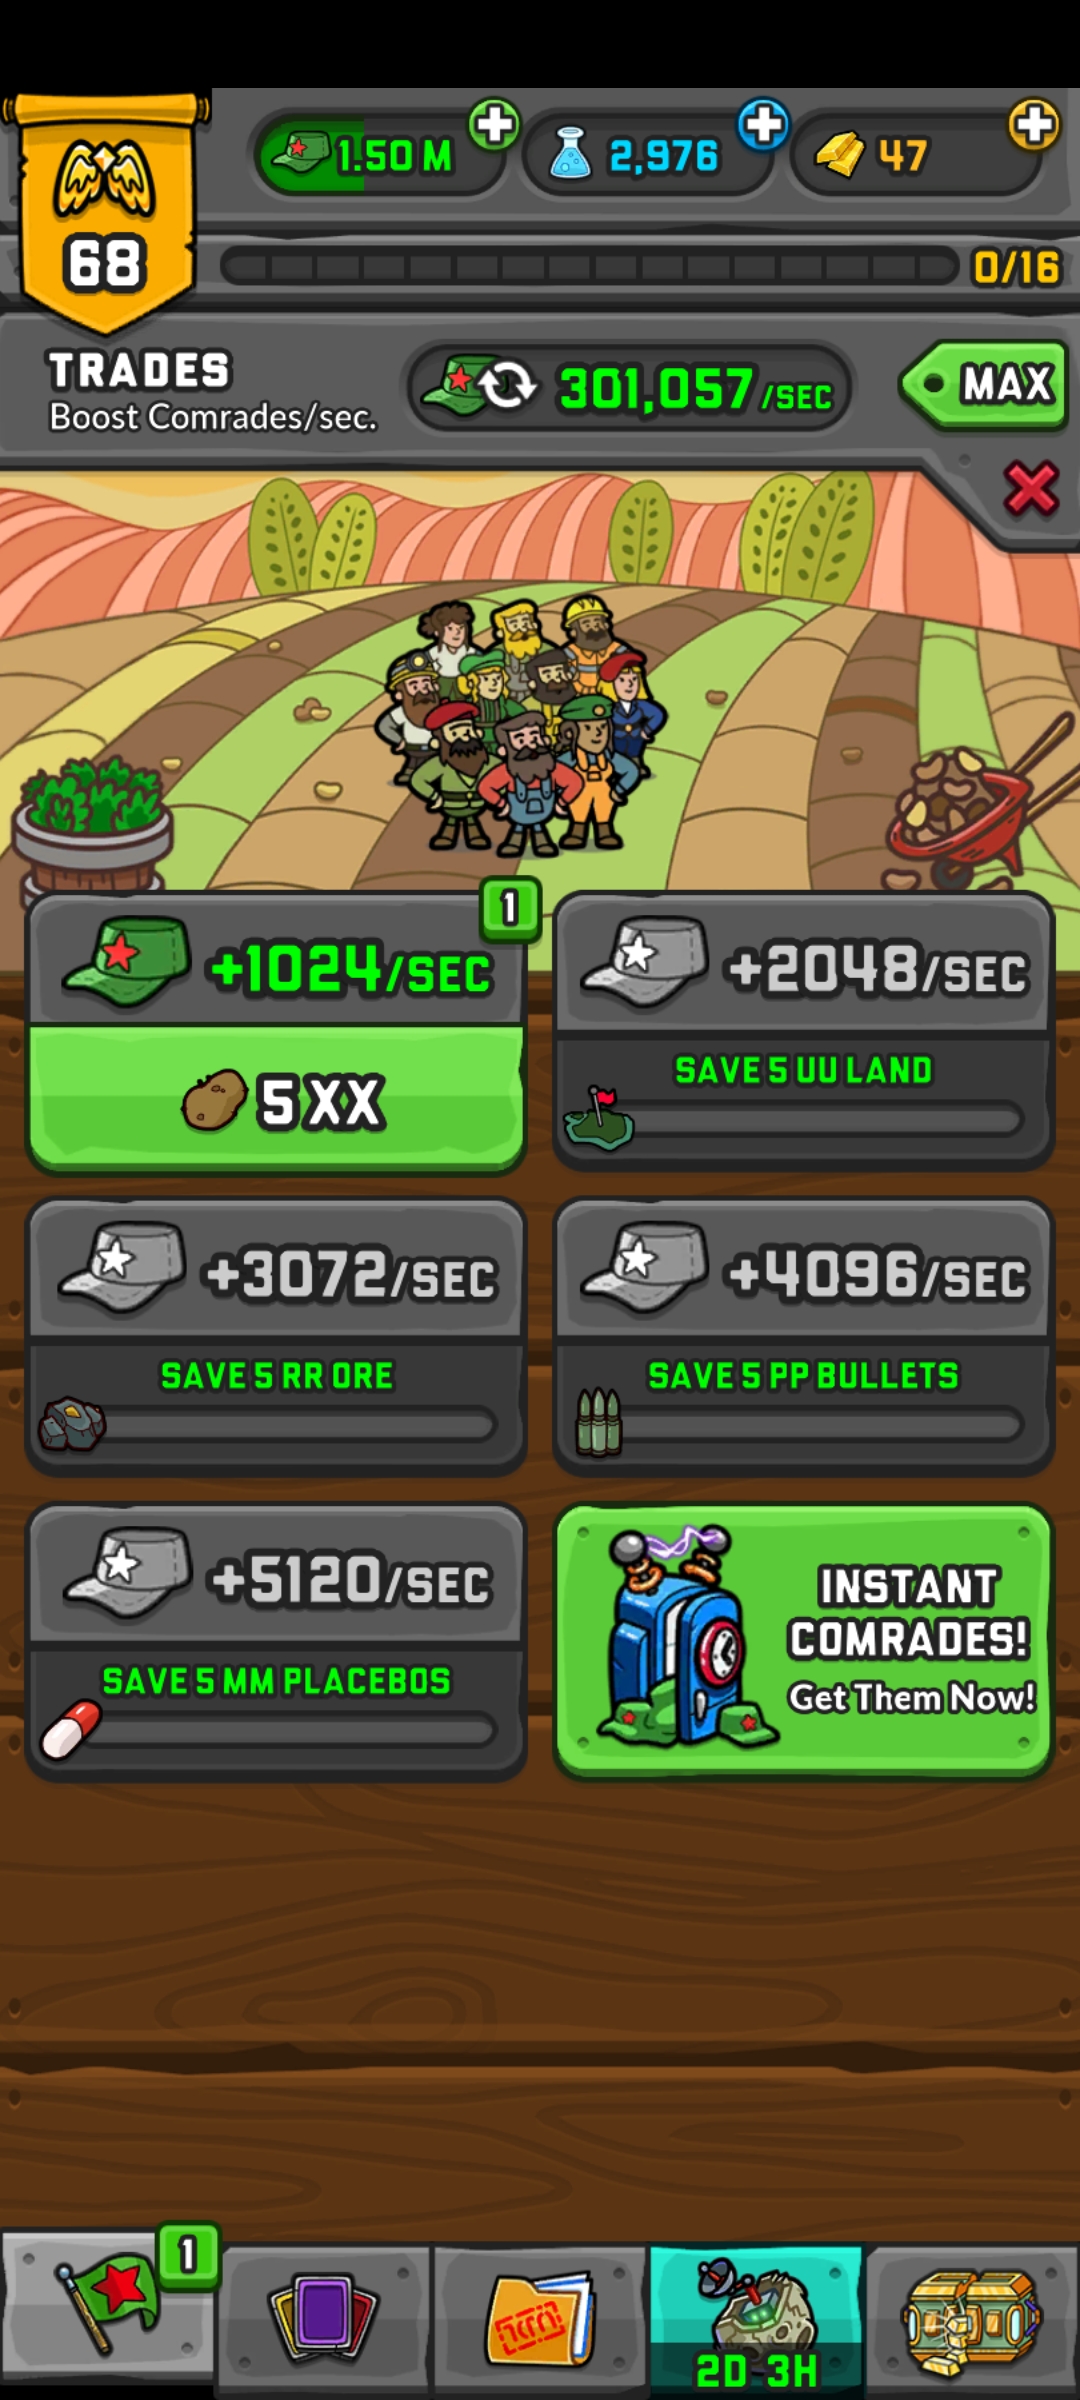 1.50 M
2,976
47
68
0/16
TRADES
Boost Comrades/sec.
301,057/SEC
MAX
1
+1024/SEC
5 XX
+2048/SEC
SAVE 5 UU LAND
+3072/SEC
SAVE 5 RR ORE
+4096/SEC
SAVE 5 PP BULLETS
+5120/SEC
SAVE 5 MM PLACEBOS
INSTANT
COMRADES!
Get Them Now!
1
2D 3H